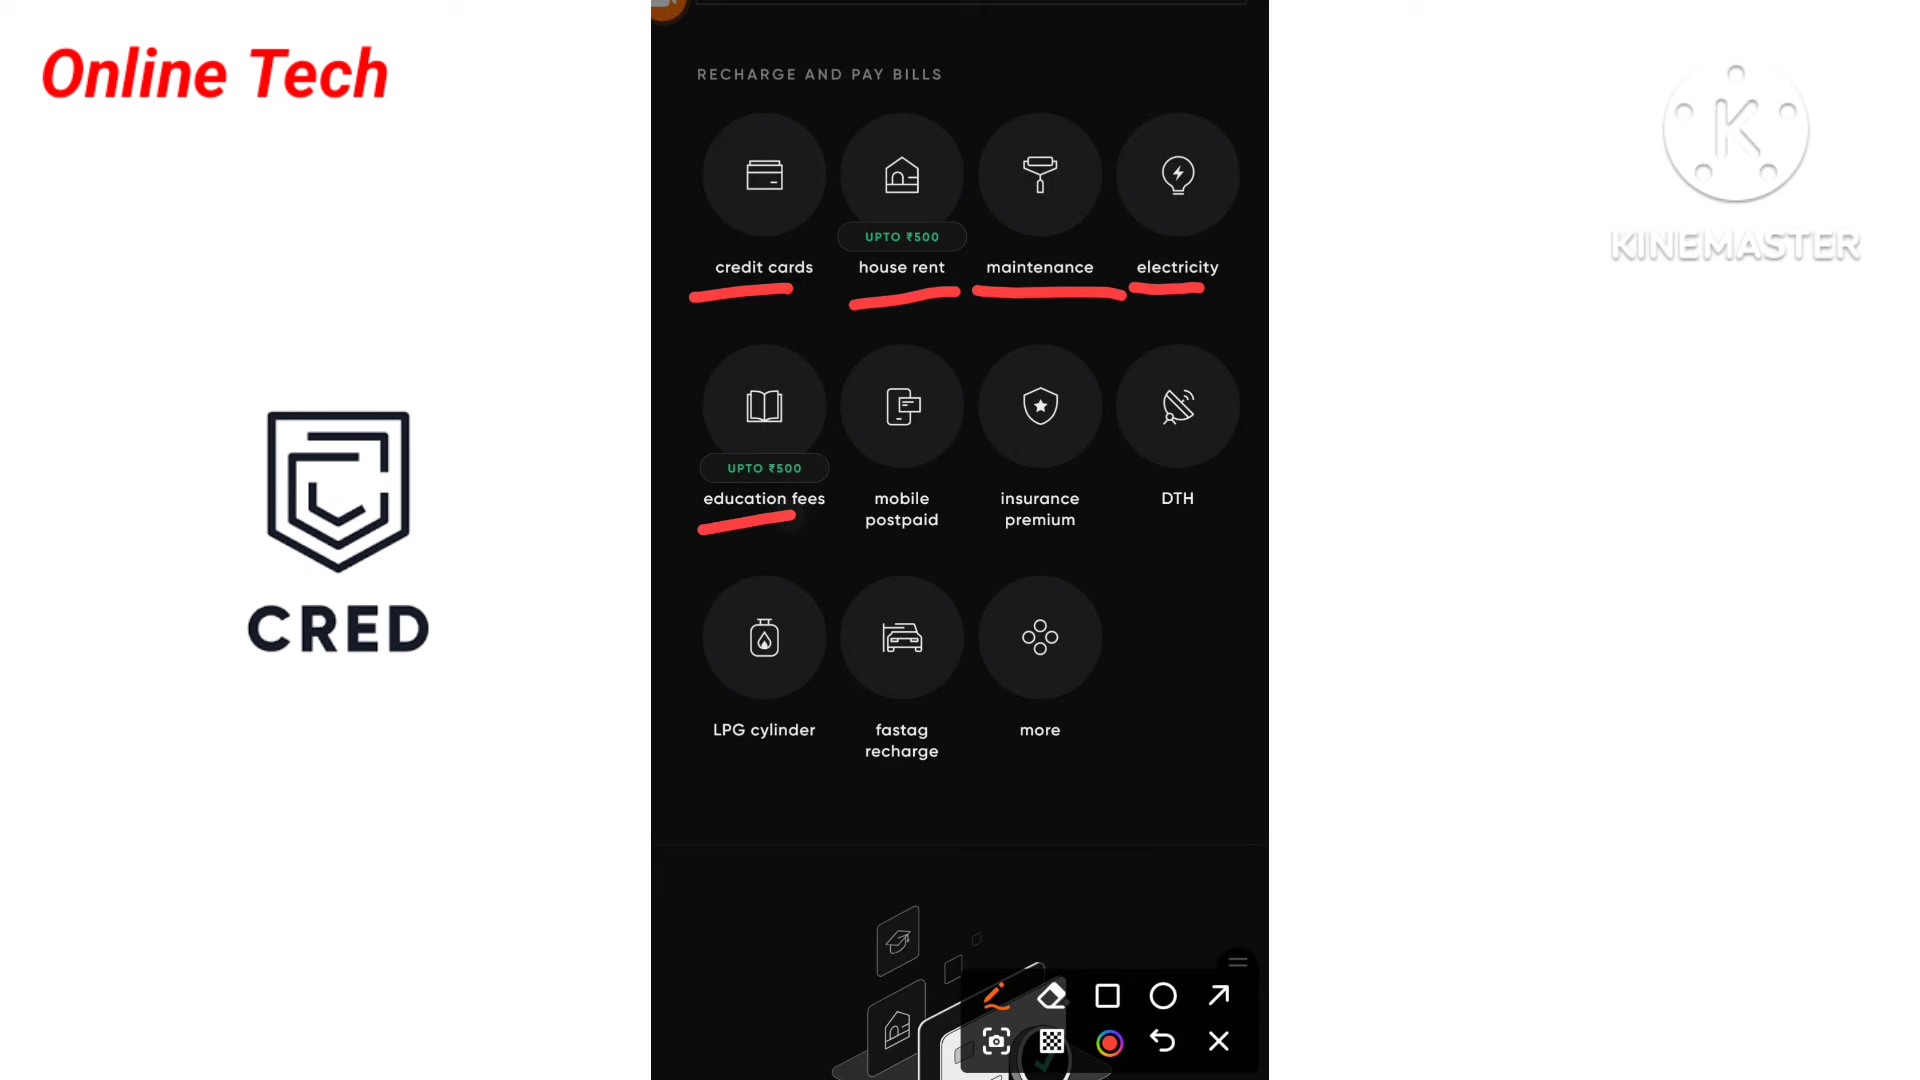 Online Tech
CRED
RECHARGE AND PAY BILLS
UPTO ₹500
credit cards house rent maintenance electricity
UPTO ₹500
education fees mobile postpaid insurance premium DTH
LPG cylinder fastag recharge more
K
KINEMASTER